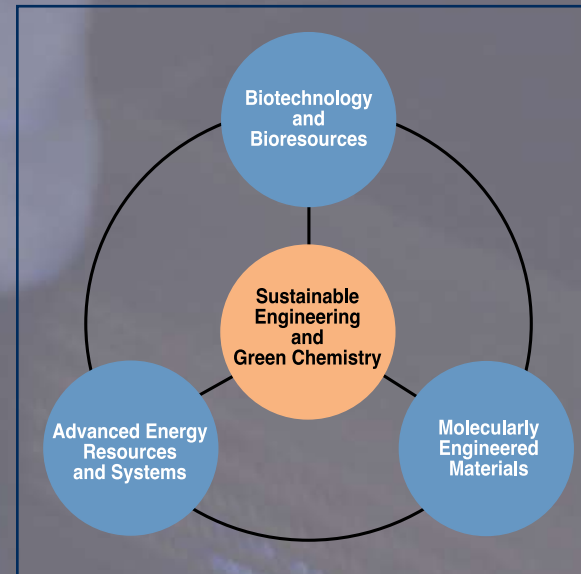 Biotechnology
and
Bioresources
Sustainable
Engineering
and
Green Chemistry
Advanced Energy
Resources
and Systems
Molecularly
Engineered
Materials